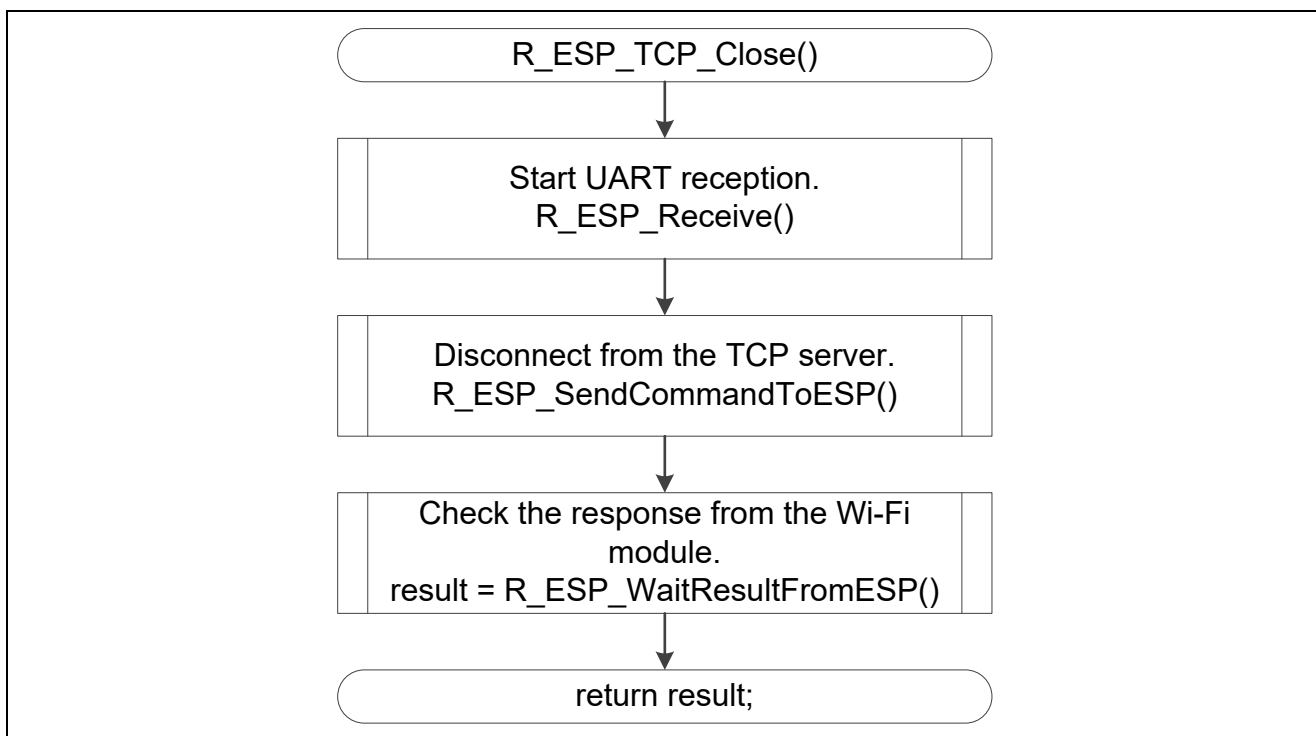 R_ESP_TCP_Close()
Start UART reception.
R_ESP_Receive()
Disconnect from the TCP server.
R_ESP_SendCommandToESP()
Check the response from the Wi-Fi
module.
result = R_ESP_WaitResultFromESP()
return result;